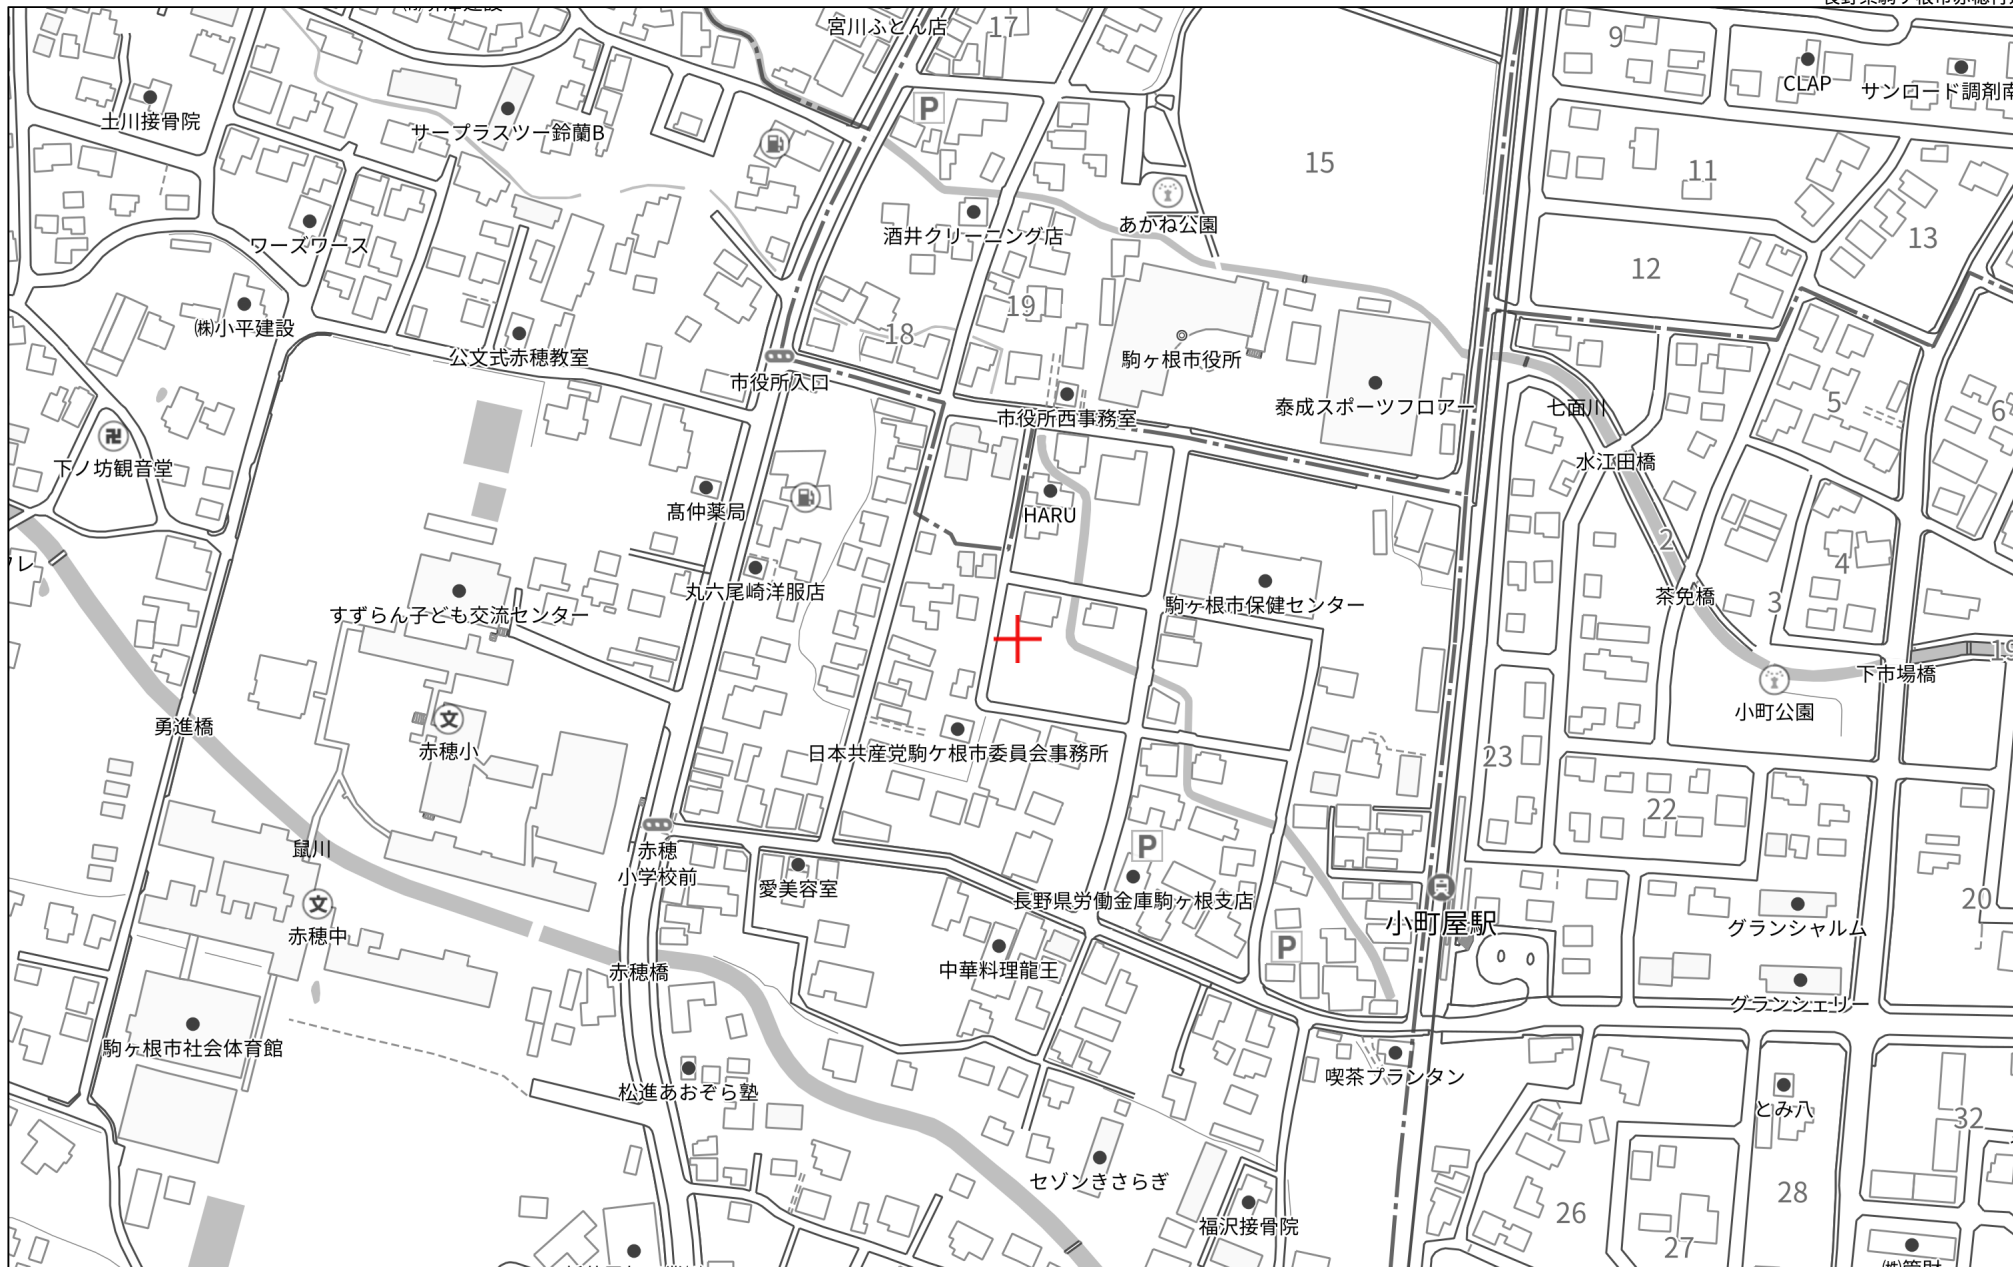 宮川ふとん店
17
9
CLAP
サンロード調剤南
土川接骨院
サープラスツー鈴蘭B
P
15
11
あかね公園
酒井クリーニング店
ワーズワース
13
12
19
㈱小平建設
18
公文式赤穂教室
市役所入口
駒ヶ根市役所
市役所西事務室
泰成スポーツフロアー
七面川
5
6
下ノ坊観音堂
水江田橋
髙仲薬局
HARU
2
4
レ
丸六尾崎洋服店
すずらん子ども交流センター
駒ヶ根市保健センター
茶免橋
3
19
下市場橋
小町公園
勇進橋
文
赤穂小
日本共産党駒ケ根市委員会事務所
23
22
鼠川
赤穂
小学校前
愛美容室
P
長野県労働金庫駒ヶ根支店
20
文
赤穂中
小町屋駅
グランシャルム
P
中華料理龍王
赤穂橋
グランシェリー
駒ヶ根市社会体育館
松進あおぞら塾
喫茶プランタン
とみ八
32
セゾンきさらぎ
28
福沢接骨院
26
27